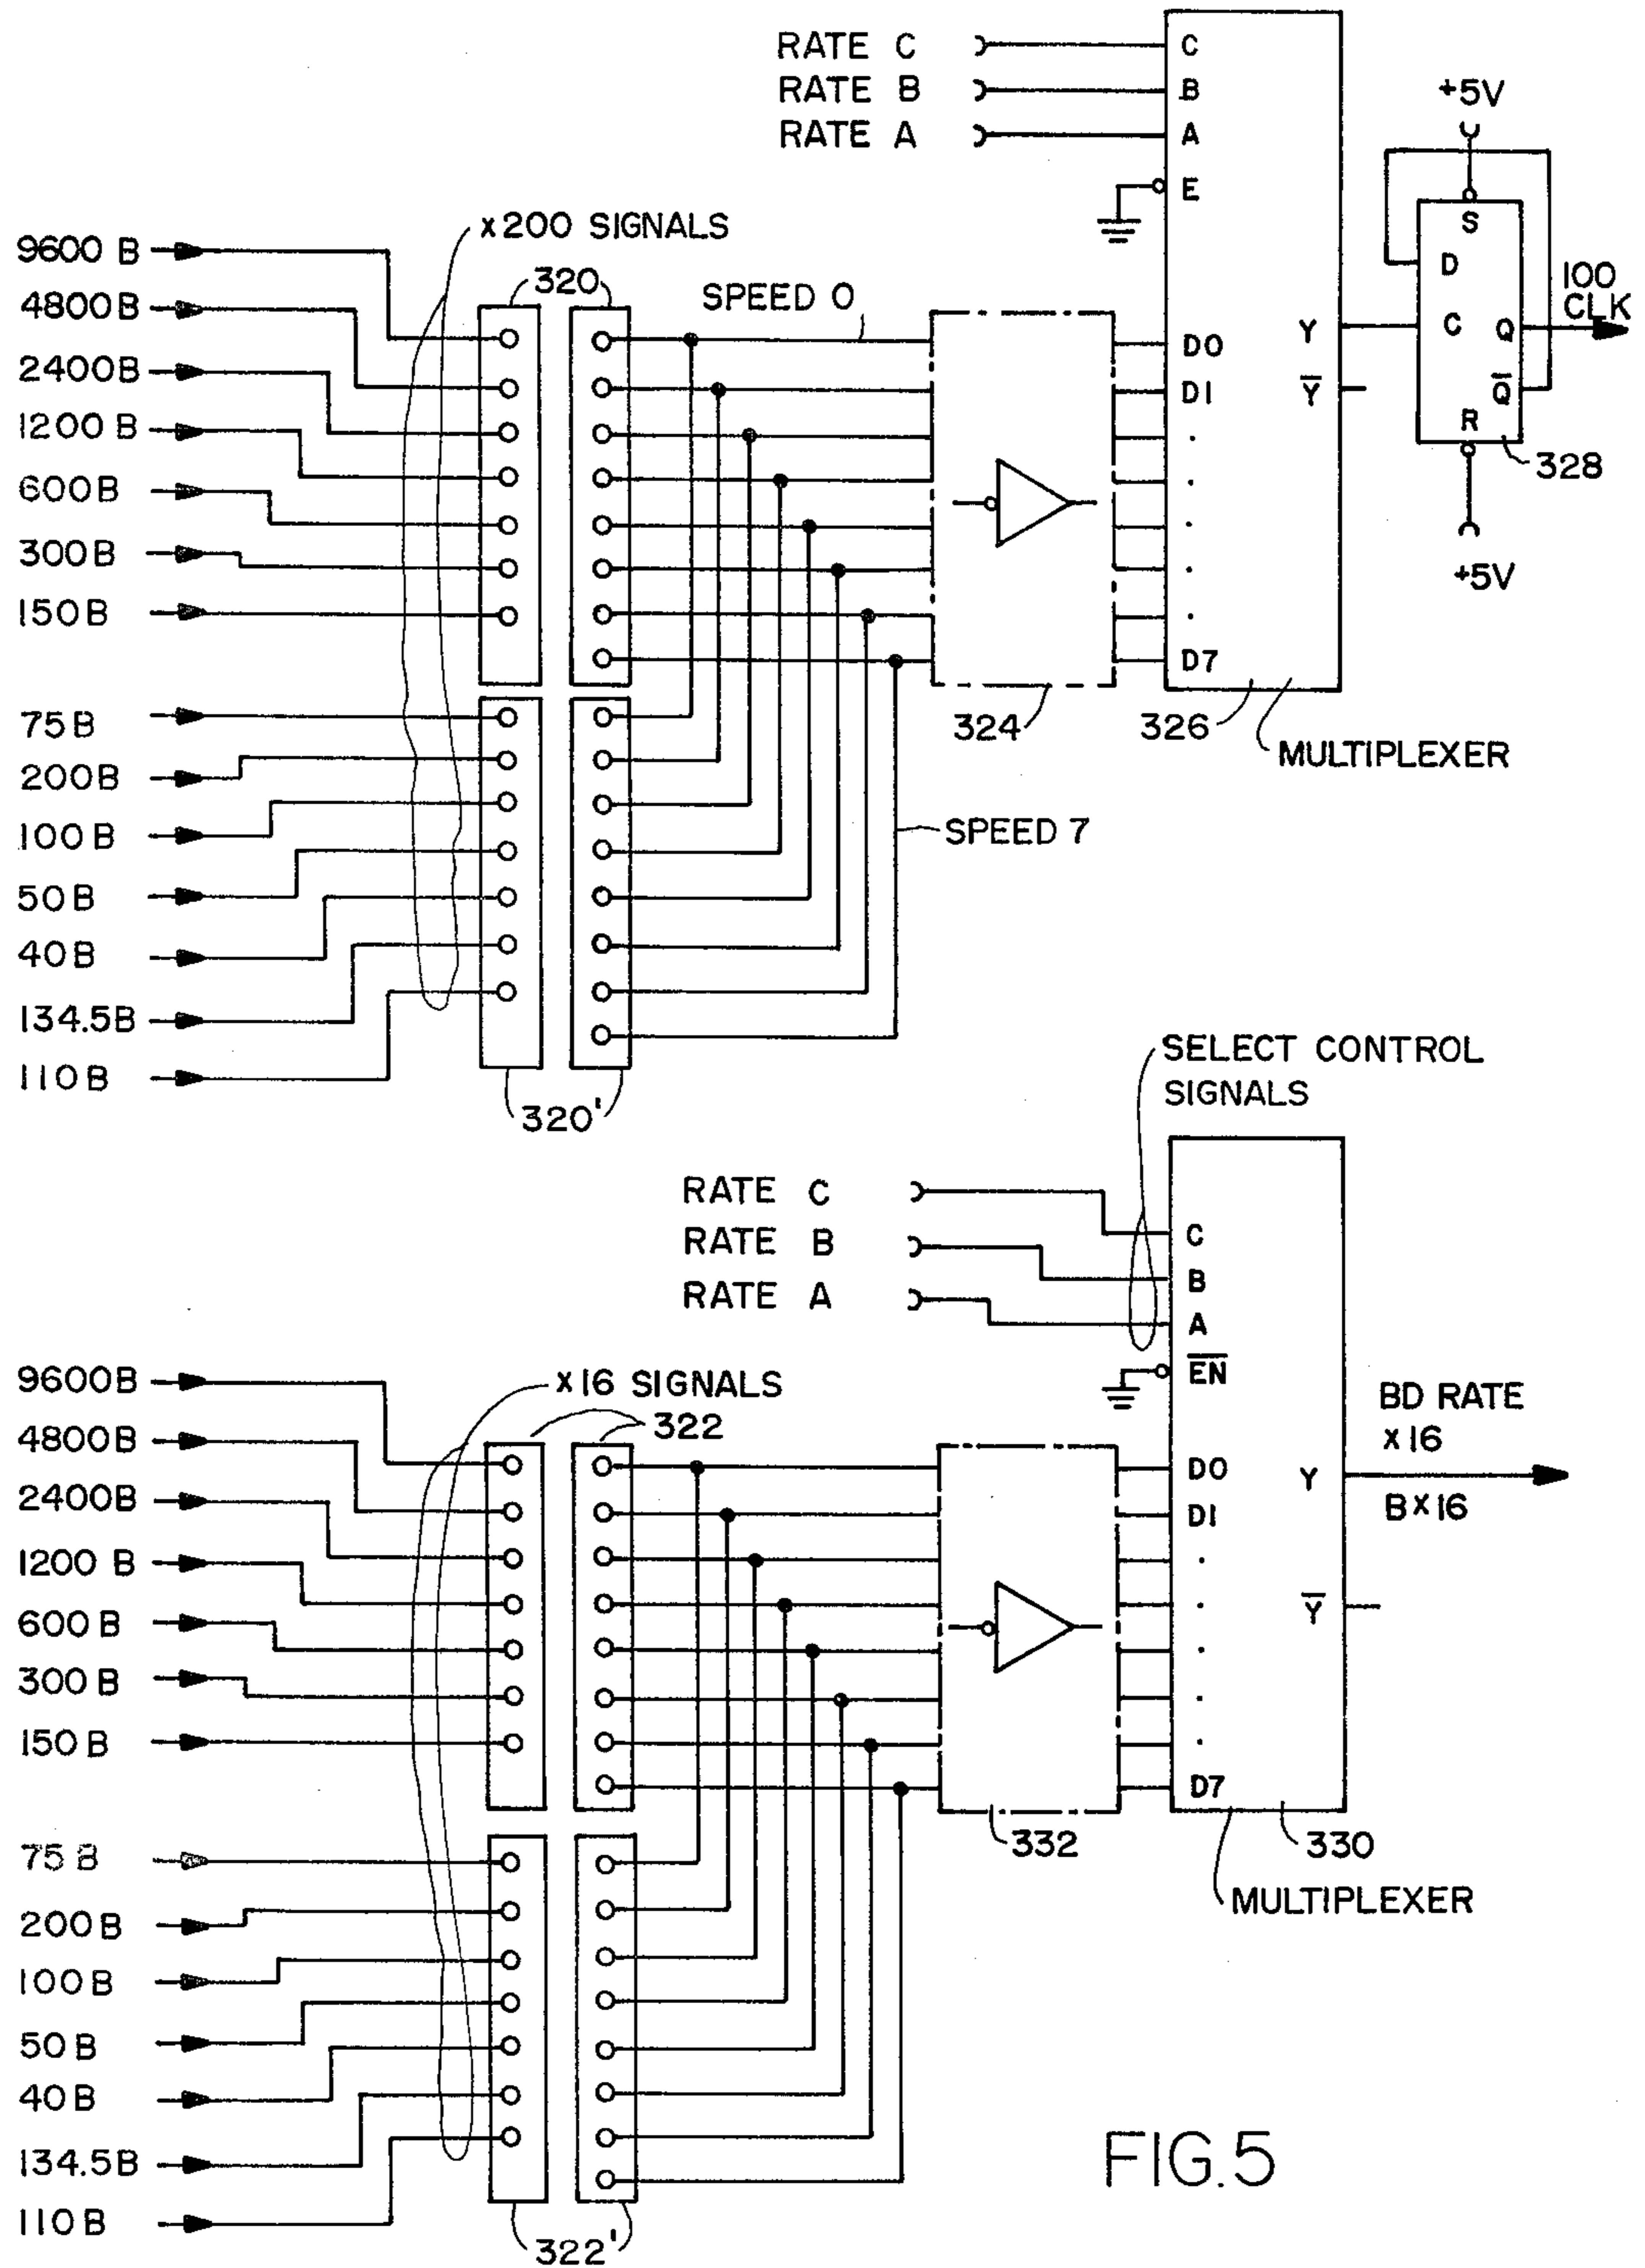 RATE C
RATE B
RATE A
C
B
A
E
+5V
S
D
C
Q
Q̅
R
100
CLK
328
+5V
x200 SIGNALS
320
SPEED 0
9600 B
4800 B
2400B
1200 B
600B
300B
150B
75B
200B
100B
50B
40B
134.5B
110B
D0
D1
.
.
.
.
.
D7
Y
Y̅
324
326
MULTIPLEXER
SPEED 7
320'
SELECT CONTROL
SIGNALS
RATE C
RATE B
RATE A
C
B
A
E̅N̅
x16 SIGNALS
322
9600B
4800B
2400B
1200 B
600 B
300 B
150 B
75 B
200B
100B
50B
40B
134.5B
110B
D0
D1
.
.
.
.
.
D7
Y
Y̅
BD RATE
x16
Bx16
332
330
MULTIPLEXER
322'
FIG.5